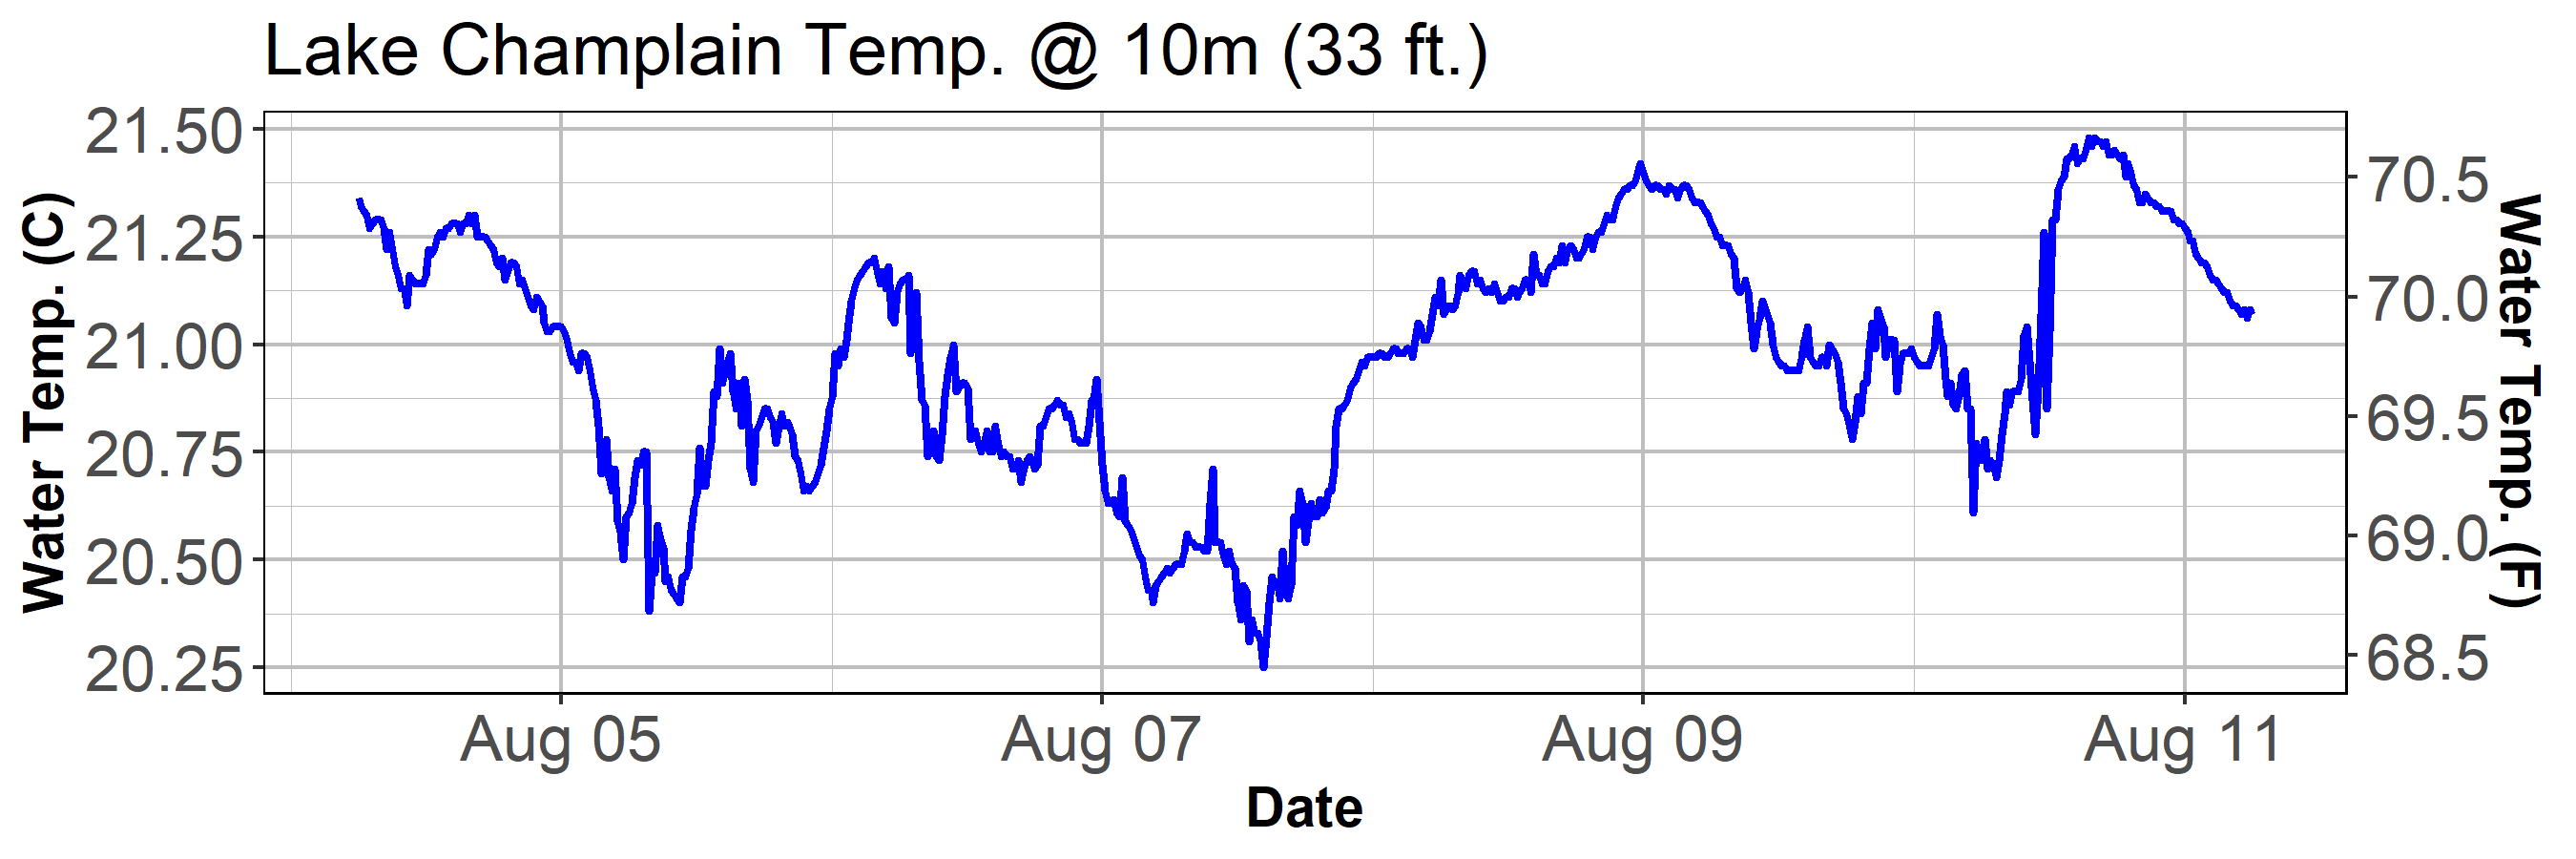 Lake Champlain Temp. @ 10m (33 ft.)
Water Temp. (C)
21.50
21.25
21.00
20.75
20.50
20.25
70.5
70.0
69.5
69.0
68.5
Water Temp. (F)
Aug 05 Aug 07 Aug 09 Aug 11
Date